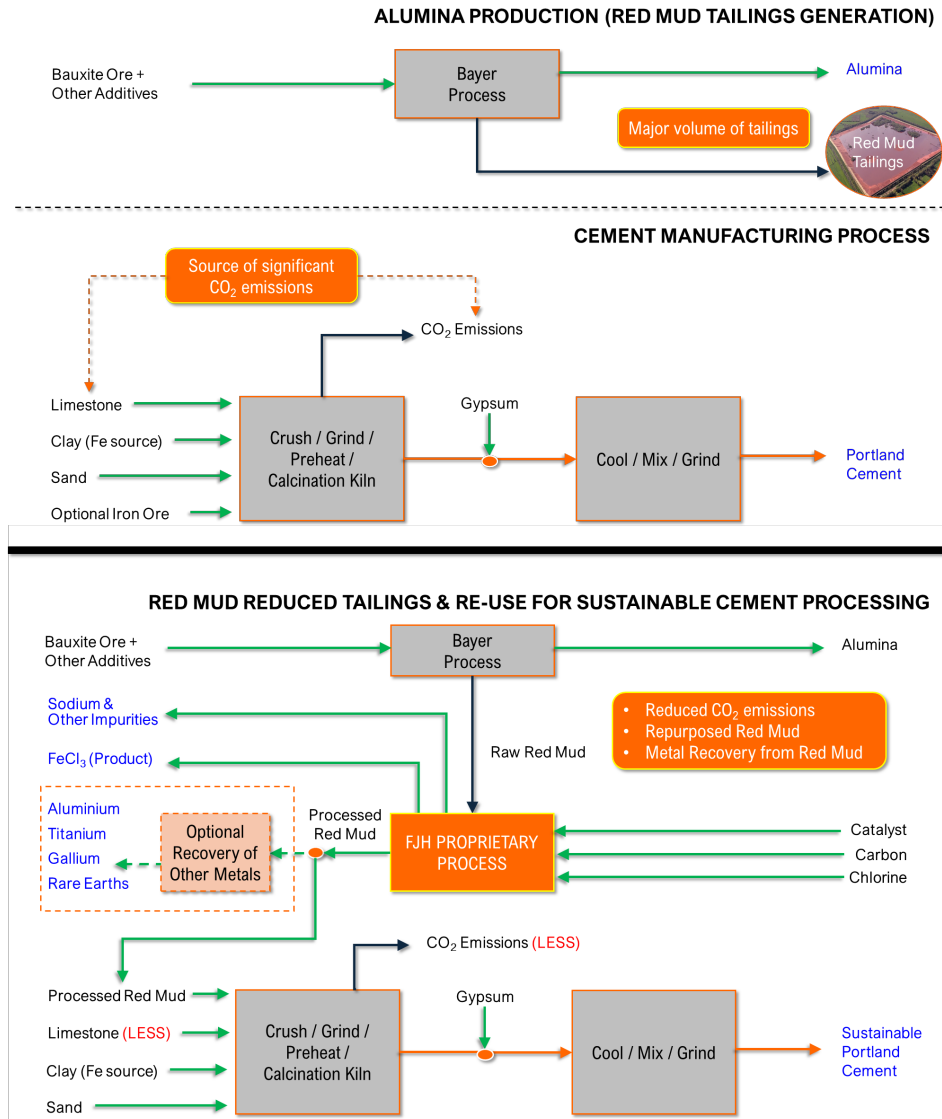 ALUMINA PRODUCTION (RED MUD TAILINGS GENERATION)
Bauxite Ore +
Other Additives
Bayer
Process
Alumina
Major volume of tailings
Red Mud
Tailings
CEMENT MANUFACTURING PROCESS
Source of significant
CO₂ emissions
CO₂ Emissions
Limestone
Clay (Fe source)
Sand
Optional Iron Ore
Crush / Grind /
Preheat /
Calcination Kiln
Gypsum
Cool / Mix / Grind
Portland
Cement
RED MUD REDUCED TAILINGS & RE-USE FOR SUSTAINABLE CEMENT PROCESSING
Bauxite Ore +
Other Additives
Bayer
Process
Alumina
Sodium &
Other Impurities
FeCl₃ (Product)
Raw Red Mud
• Reduced CO₂ emissions
• Repurposed Red Mud
• Metal Recovery from Red Mud
Aluminium
Titanium
Gallium
Rare Earths
Optional
Recovery of
Other Metals
Processed
Red Mud
FJH PROPRIETARY
PROCESS
Catalyst
Carbon
Chlorine
CO₂ Emissions (LESS)
Processed Red Mud
Limestone (LESS)
Clay (Fe source)
Sand
Crush / Grind /
Preheat /
Calcination Kiln
Gypsum
Cool / Mix / Grind
Sustainable
Portland
Cement